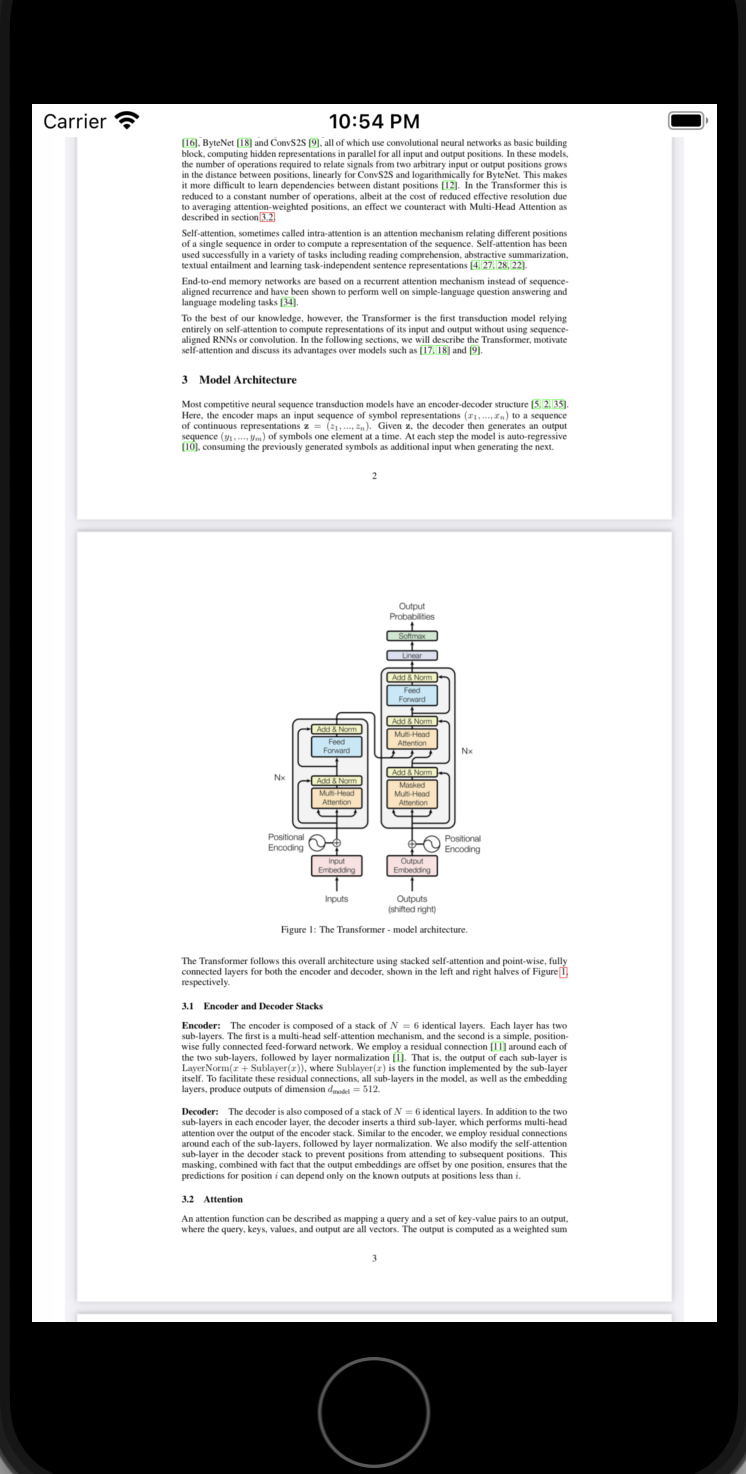 Carrier
10:54 PM
[16], ByteNet [18] and ConvS2S [9], all of which use convolutional neural networks as basic building
block, computing hidden representations in parallel for all input and output positions. In these models,
the number of operations required to relate signals from two arbitrary input or output positions grows
in the distance between positions, linearly for ConvS2S and logarithmically for ByteNet. This makes
it more difficult to learn dependencies between distant positions [12]. In the Transformer this is
reduced to a constant number of operations, albeit at the cost of reduced effective resolution due
to averaging attention-weighted positions, an effect we counteract with Multi-Head Attention as
described in section 3.2.
Self-attention, sometimes called intra-attention is an attention mechanism relating different positions
of a single sequence in order to compute a representation of the sequence. Self-attention has been
used successfully in a variety of tasks including reading comprehension, abstractive summarization,
textual entailment and learning task-independent sentence representations [4, 27, 28, 22].
End-to-end memory networks are based on a recurrent attention mechanism instead of sequence-
aligned recurrence and have been shown to perform well on simple-language question answering and
language modeling tasks [34].
To the best of our knowledge, however, the Transformer is the first transduction model relying
entirely on self-attention to compute representations of its input and output without using sequence-
aligned RNNs or convolution. In the following sections, we will describe the Transformer, motivate
self-attention and discuss its advantages over models such as [17, 18] and [9].
3 Model Architecture
Most competitive neural sequence transduction models have an encoder-decoder structure [5, 2, 35].
Here, the encoder maps an input sequence of symbol representations (x₁, ..., xₙ) to a sequence
of continuous representations z = (z₁, ..., zₙ). Given z, the decoder then generates an output
sequence (y₁, ..., yₘ) of symbols one element at a time. At each step the model is auto-regressive
[10], consuming the previously generated symbols as additional input when generating the next.
2
Output
Probabilities
Softmax
Linear
Add & Norm
Feed
Forward
Add & Norm
Multi-Head
Attention
Nx
Add & Norm
Masked
Multi-Head
Attention
Add & Norm
Feed
Forward
Nx
Add & Norm
Multi-Head
Attention
Positional
Encoding
Positional
Encoding
Input
Embedding
Output
Embedding
Inputs
Outputs
(shifted right)
Figure 1: The Transformer - model architecture.
The Transformer follows this overall architecture using stacked self-attention and point-wise, fully
connected layers for both the encoder and decoder, shown in the left and right halves of Figure 1,
respectively.
3.1 Encoder and Decoder Stacks
Encoder: The encoder is composed of a stack of N = 6 identical layers. Each layer has two
sub-layers. The first is a multi-head self-attention mechanism, and the second is a simple, position-
wise fully connected feed-forward network. We employ a residual connection [11] around each of
the two sub-layers, followed by layer normalization [1]. That is, the output of each sub-layer is
LayerNorm(x + Sublayer(x)), where Sublayer(x) is the function implemented by the sub-layer
itself. To facilitate these residual connections, all sub-layers in the model, as well as the embedding
layers, produce outputs of dimension d_model = 512.
Decoder: The decoder is also composed of a stack of N = 6 identical layers. In addition to the two
sub-layers in each encoder layer, the decoder inserts a third sub-layer, which performs multi-head
attention over the output of the encoder stack. Similar to the encoder, we employ residual connections
around each of the sub-layers, followed by layer normalization. We also modify the self-attention
sub-layer in the decoder stack to prevent positions from attending to subsequent positions. This
masking, combined with fact that the output embeddings are offset by one position, ensures that the
predictions for position i can depend only on the known outputs at positions less than i.
3.2 Attention
An attention function can be described as mapping a query and a set of key-value pairs to an output,
where the query, keys, values, and output are all vectors. The output is computed as a weighted sum
3